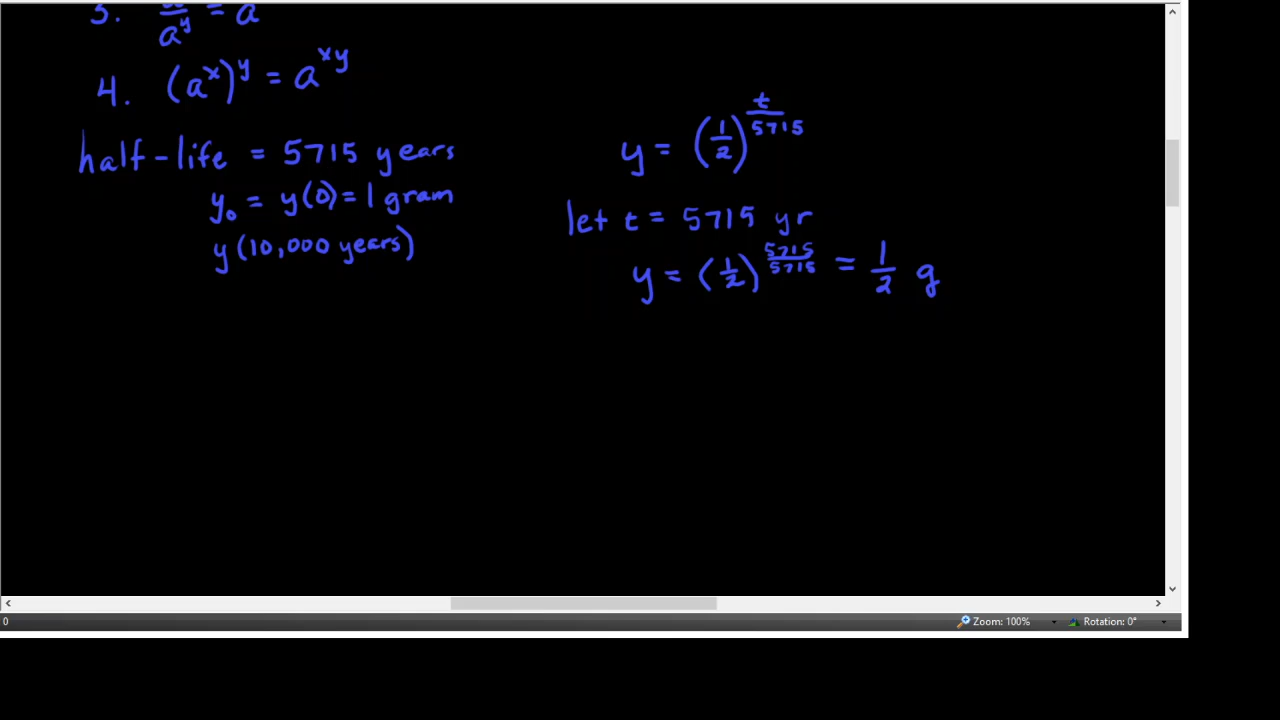 3. a^y = a
4. (a^x)^y = a^xy
half-life = 5715 years
y₀ = y(0) = 1 gram
y(10,000 years)
y = (1/2)^(t/5715)
let t = 5715 yr
y = (1/2)^(5715/5715) = 1/2 g
0
Zoom: 100%
Rotation: 0°